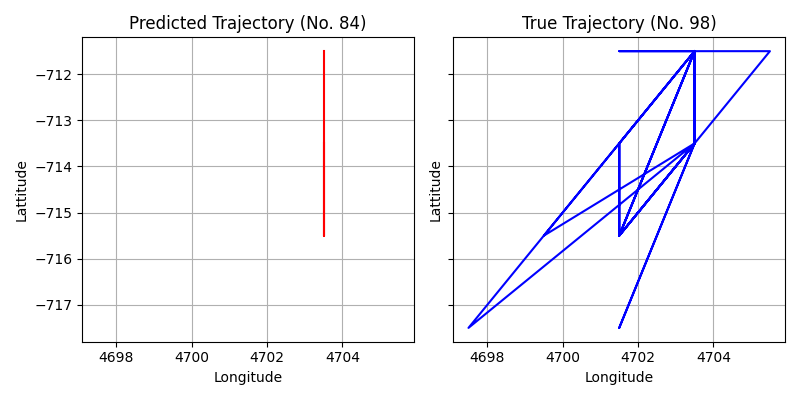 Predicted Trajectory (No. 84)
True Trajectory (No. 98)
Lattitude
−712
−713
−714
−715
−716
−717
4698
4700
4702
4704
Longitude
Lattitude
4698
4700
4702
4704
Longitude